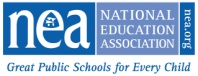 nea
NATIONAL
EDUCATION
ASSOCIATION
nea.org
Great Public Schools for Every Child